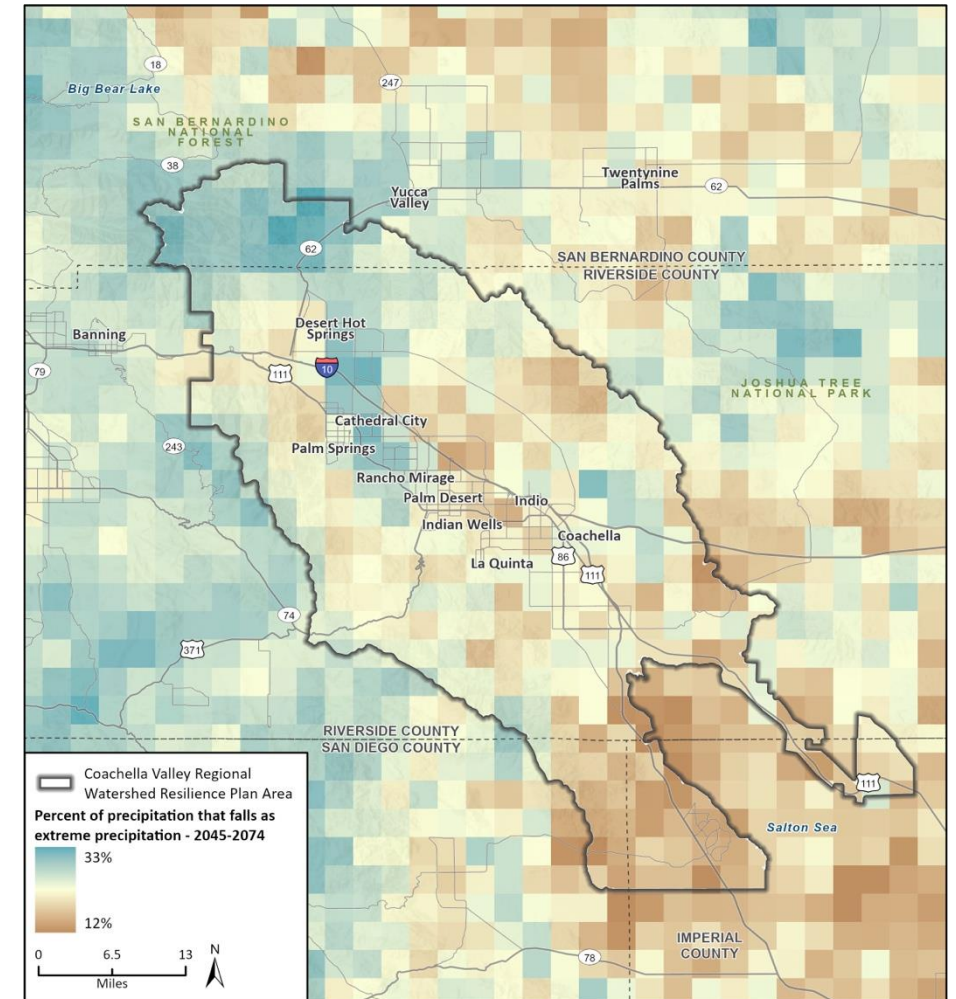 18
247
Big Bear Lake
SAN BERNARDINO
NATIONAL
FOREST
38
Twentynine
Palms
62
Yucca
Valley
62
SAN BERNARDINO COUNTY
RIVERSIDE COUNTY
Desert Hot
Springs
Banning
10
79
111
JOSHUA TREE
NATIONAL PARK
Cathedral City
243
Palm Springs
Rancho Mirage
Palm Desert
Indio
Indian Wells
Coachella
86
La Quinta
111
74
371
RIVERSIDE COUNTY
SAN DIEGO COUNTY
111
Salton Sea
IMPERIAL
COUNTY
78
Coachella Valley Regional
Watershed Resilience Plan Area
Percent of precipitation that falls as
extreme precipitation - 2045-2074
33%
12%
0 6.5 13
Miles
N